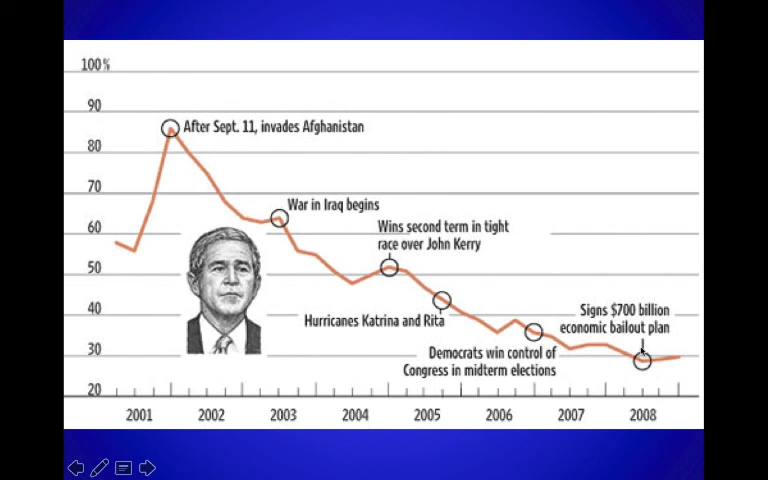 100%
90
80
70
60
50
40
30
20
After Sept. 11, invades Afghanistan
War in Iraq begins
Wins second term in tight
race over John Kerry
Hurricanes Katrina and Rita
Signs $700 billion
economic bailout plan
Democrats win control of
Congress in midterm elections
2001 2002 2003 2004 2005 2006 2007 2008